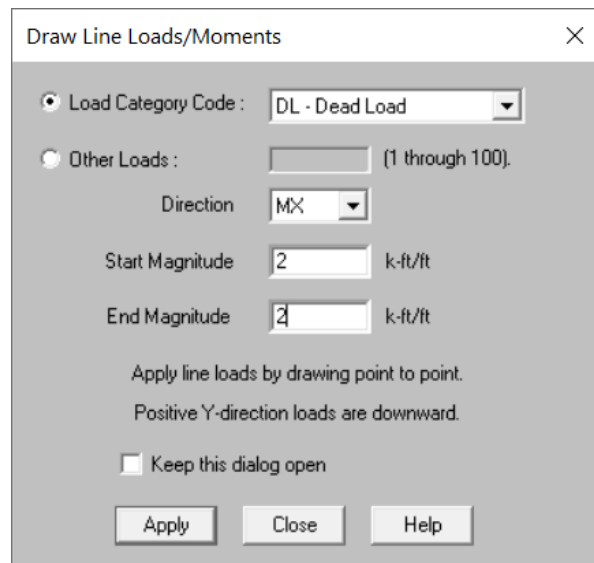 Draw Line Loads/Moments
Load Category Code : DL - Dead Load
Other Loads : (1 through 100).
Direction MX
Start Magnitude 2 k-ft/ft
End Magnitude 2 k-ft/ft
Apply line loads by drawing point to point.
Positive Y-direction loads are downward.
Keep this dialog open
Apply Close Help